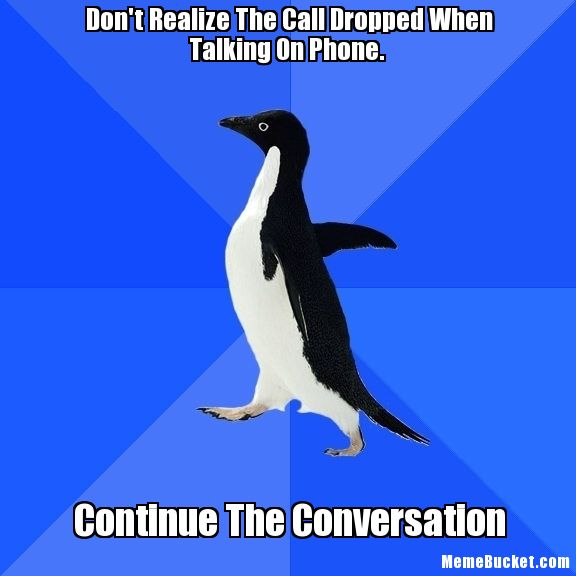 Don't Realize The Call Dropped When
Talking On Phone.
Continue The Conversation
MemeBucket.com